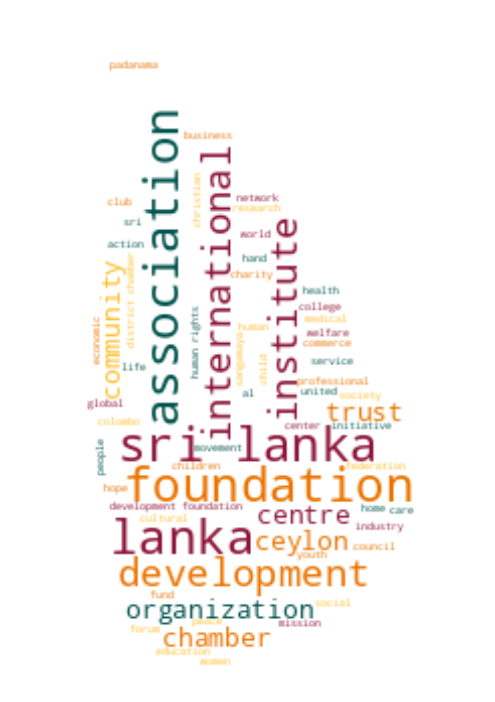 padanama
association
business
international
christian
club
network
research
sri
institute
world
action
hand
district chamber
community
charity
health
human rights
college
economic
medical
human
welfare
commerce
sangamaya
child
service
life
professional
al
united
society
global
trust
colombo
center
initiative
sri lanka
people
movement
children
federation
hope
foundation
development foundation
home care
centre
cultural
industry
lanka
ceylon
council
youth
development
fund
social
organization
peace
mission
forum
chamber
education
women